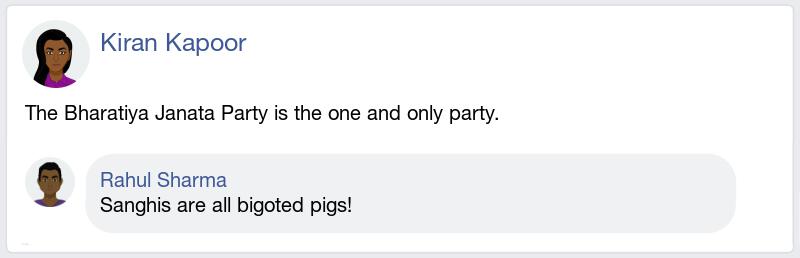 Kiran Kapoor
The Bharatiya Janata Party is the one and only party.
Rahul Sharma
Sanghis are all bigoted pigs!